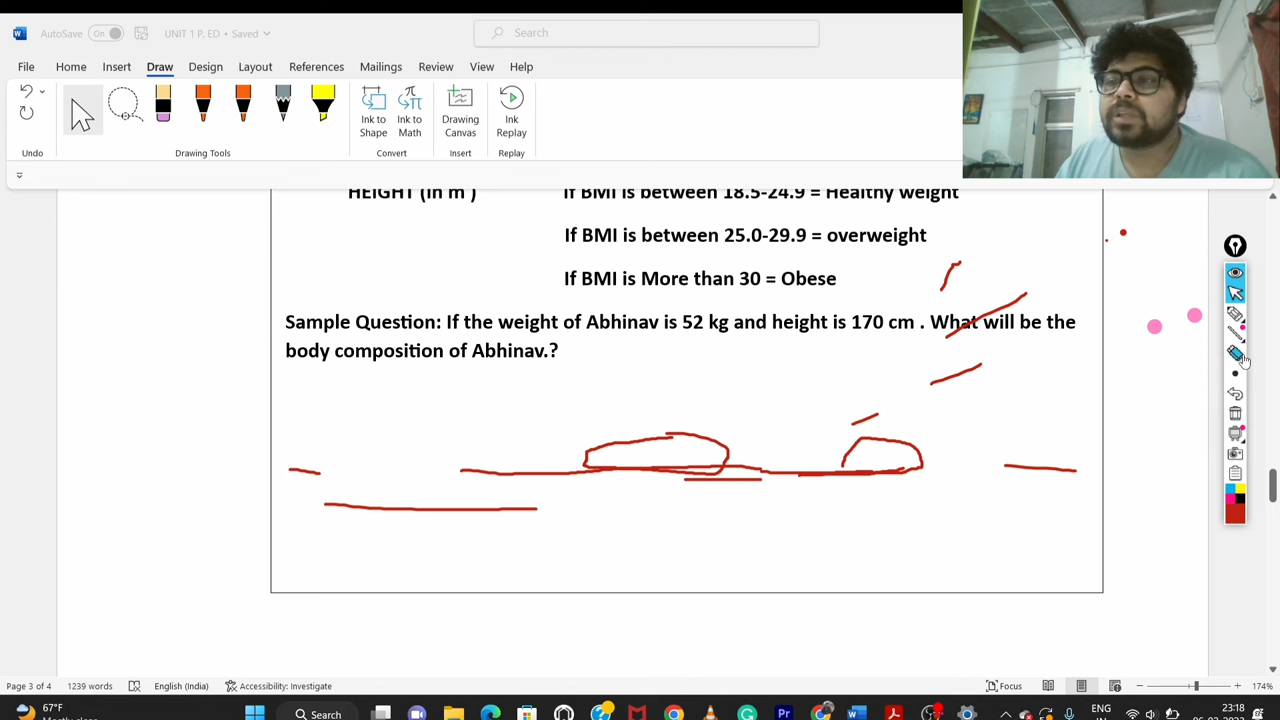 AutoSave On UNIT 1 P. ED • Saved Search
File Home Insert Draw Design Layout References Mailings Review View Help
Ink to Shape Ink to Math Drawing Canvas Ink Replay
Undo Drawing Tools Convert Insert Replay
HEIGHT (in m ) If BMI is between 18.5-24.9 = Healthy weight
If BMI is between 25.0-29.9 = overweight
If BMI is More than 30 = Obese
Sample Question: If the weight of Abhinav is 52 kg and height is 170 cm . What will be the
body composition of Abhinav.?
Page 3 of 4 1239 words English (India) Accessibility: Investigate Focus 174%
67°F Search 23:18